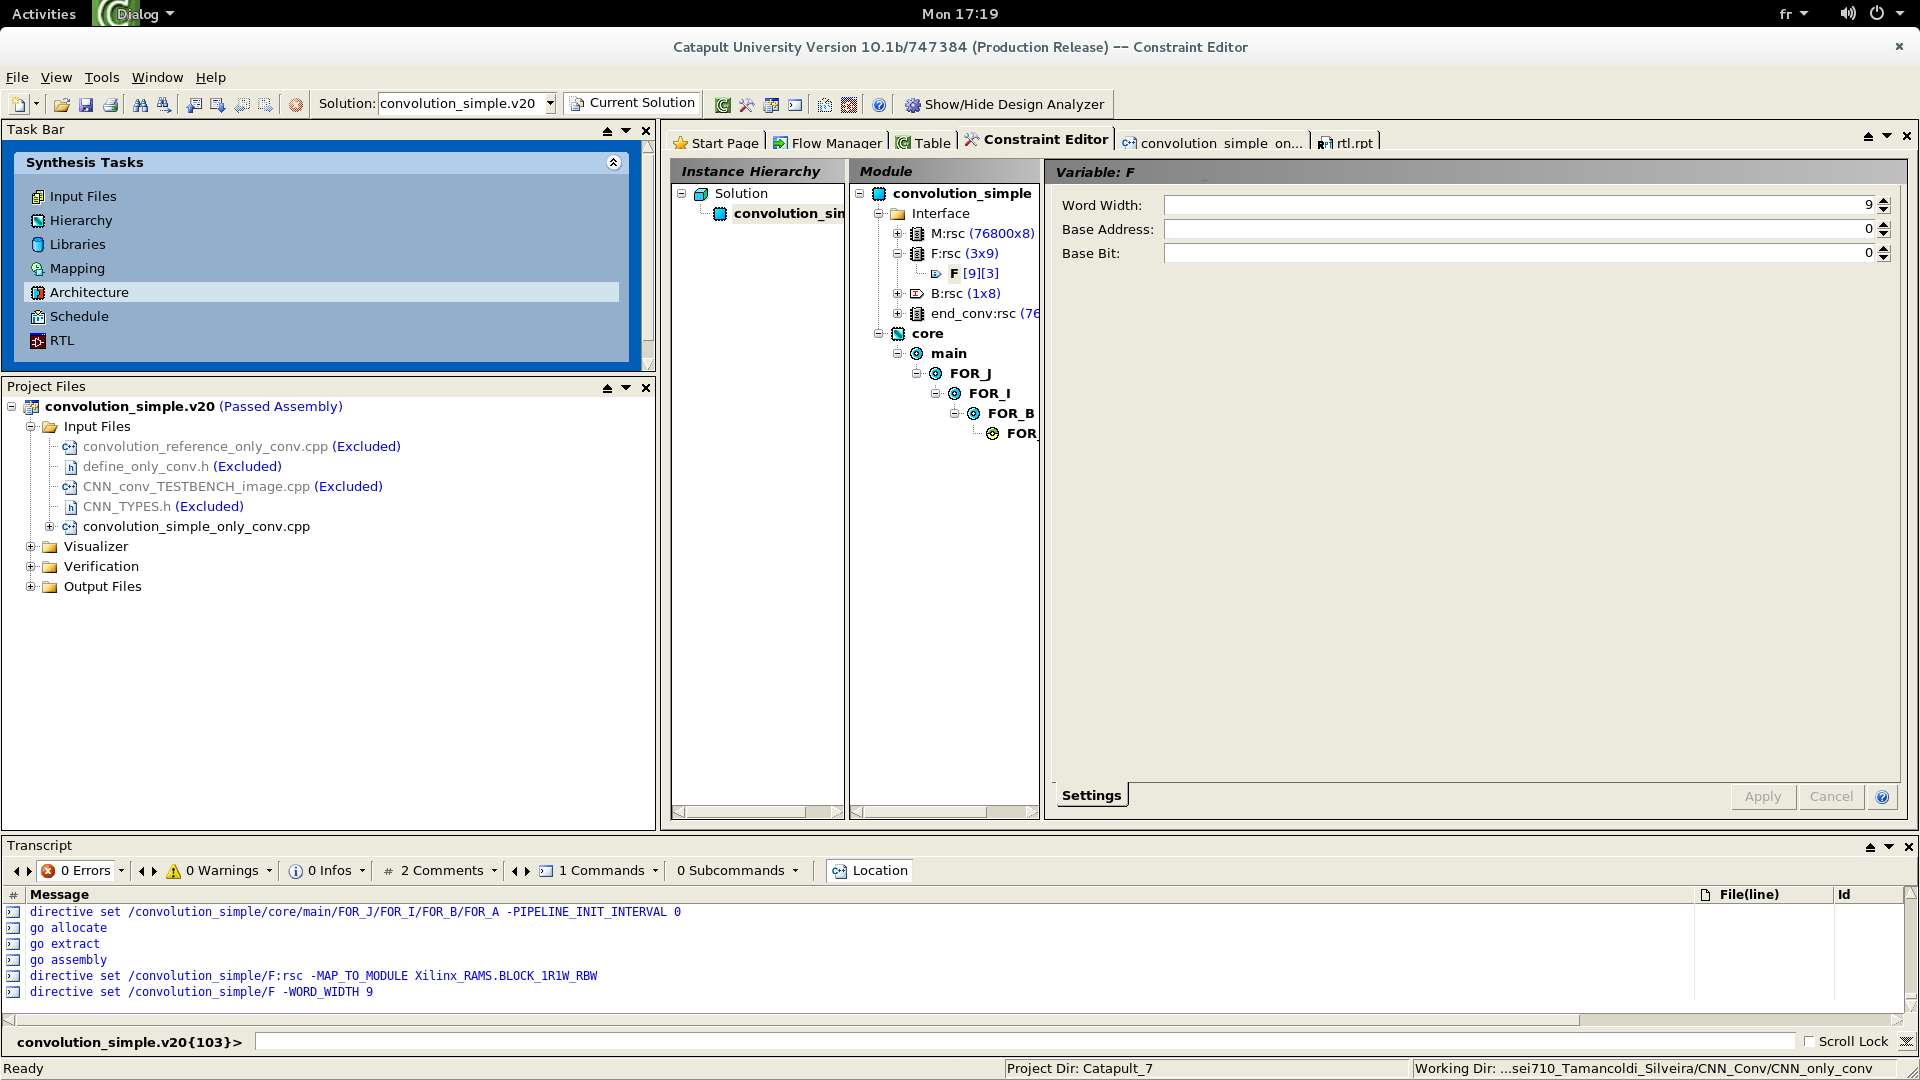 Activities Dialog Mon 17:19 fr
Catapult University Version 10.1b/747384 (Production Release) -- Constraint Editor
File View Tools Window Help
Solution: convolution_simple.v20 Current Solution Show/Hide Design Analyzer
Task Bar
Synthesis Tasks
Input Files
Hierarchy
Libraries
Mapping
Architecture
Schedule
RTL
Project Files
convolution_simple.v20 (Passed Assembly)
Input Files
convolution_reference_only_conv.cpp (Excluded)
define_only_conv.h (Excluded)
CNN_conv_TESTBENCH_image.cpp (Excluded)
CNN_TYPES.h (Excluded)
convolution_simple_only_conv.cpp
Visualizer
Verification
Output Files
Start Page Flow Manager Table Constraint Editor convolution_simple_on... rtl.rpt
Instance Hierarchy
Solution
convolution_sim
Module
convolution_simple
Interface
M:rsc (76800x8)
F:rsc (3x9)
F [9][3]
B:rsc (1x8)
end_conv:rsc (76
core
main
FOR_J
FOR_I
FOR_B
FOR_
Variable: F
Word Width: 9
Base Address: 0
Base Bit: 0
Settings
Apply Cancel
Transcript
0 Errors 0 Warnings 0 Infos # 2 Comments 1 Commands 0 Subcommands Location
# Message File(line) Id
directive set /convolution_simple/core/main/FOR_J/FOR_I/FOR_B/FOR_A -PIPELINE_INIT_INTERVAL 0
go allocate
go extract
go assembly
directive set /convolution_simple/F:rsc -MAP_TO_MODULE Xilinx_RAMS.BLOCK_1R1W_RBW
directive set /convolution_simple/F -WORD_WIDTH 9
convolution_simple.v20{103}> Scroll Lock
Ready Project Dir: Catapult_7 Working Dir: ...sei710_Tamancoldi_Silveira/CNN_Conv/CNN_only_conv